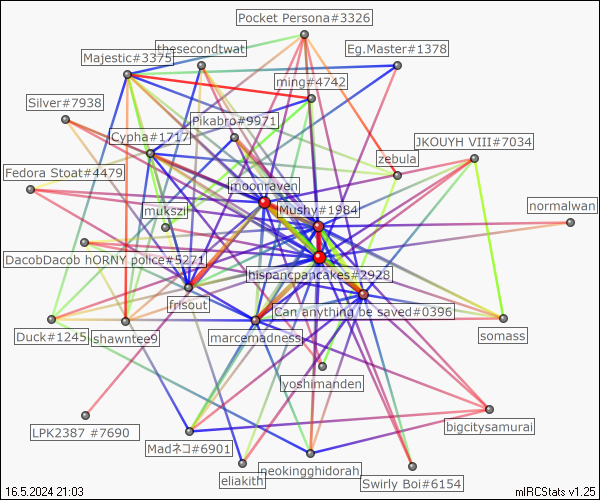 Pocket Persona#3326
thesecondtwat
Eg.Master#1378
Majestic#3375
ming#4742
Silver#7938
Pikabro#9971
Cypha#1717
JKOUYH VIII#7034
zebula
Fedora Stoat#4479
moonraven
mukszi
Mushy#1984
normalwan
DacobDacob hORNY police#5271
hispancpancakes#2928
frisout
Can anything be saved#0396
Duck#1245
shawntee9
marcemadness
somass
yoshimanden
LPK2387 #7690
bigcitysamurai
Madネコ#6901
eliakith
neokingghidorah
Swirly Boi#6154
16.5.2024 21:03
mIRCStats v1.25